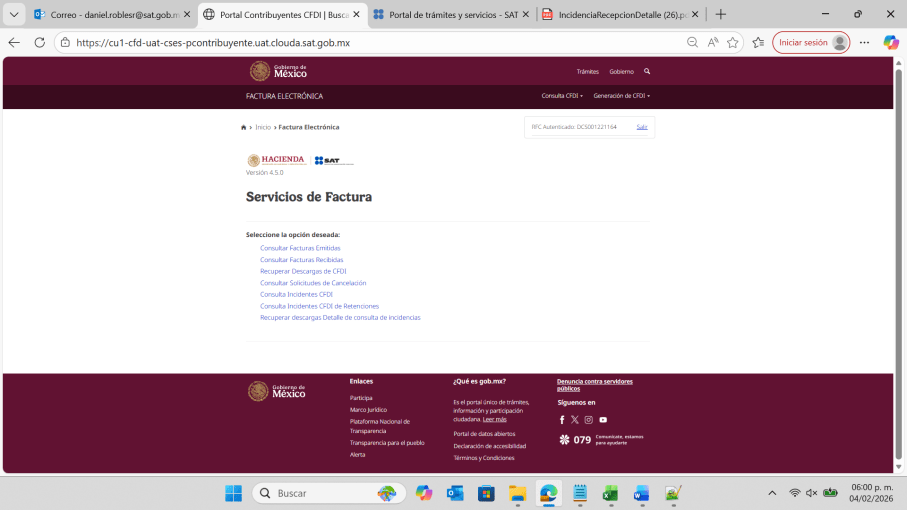 Correo - daniel.roblesr@sat.gob.m
Portal Contribuyentes CFDI | Busca
Portal de trámites y servicios - SAT
IncidenciaRecepcionDetalle (26).p
https://cu1-cfd-uat-cses-pcontribuyente.uat.clouda.sat.gob.mx
Iniciar sesión
Gobierno de
México
Trámites Gobierno
FACTURA ELECTRÓNICA
Consulta CFDI Generación de CFDI
Inicio › Factura Electrónica
RFC Autenticado: DCS001221164 Salir
HACIENDA SAT
Versión 4.5.0
Servicios de Factura
Seleccione la opción deseada:
Consultar Facturas Emitidas
Consultar Facturas Recibidas
Recuperar Descargas de CFDI
Consultar Solicitudes de Cancelación
Consulta Incidentes CFDI
Consulta Incidentes CFDI de Retenciones
Recuperar descargas Detalle de consulta de incidencias
Gobierno de
México
Enlaces
Participa
Marco Jurídico
Plataforma Nacional de
Transparencia
Transparencia para el pueblo
Alerta
¿Qué es gob.mx?
Es el portal único de trámites,
información y participación
ciudadana. Leer más
Portal de datos abiertos
Declaración de accesibilidad
Términos y Condiciones
Denuncia contra servidores
públicos
Síguenos en
079 Comunícate, estamos
para ayudarte
Buscar
06:00 p. m.
04/02/2026